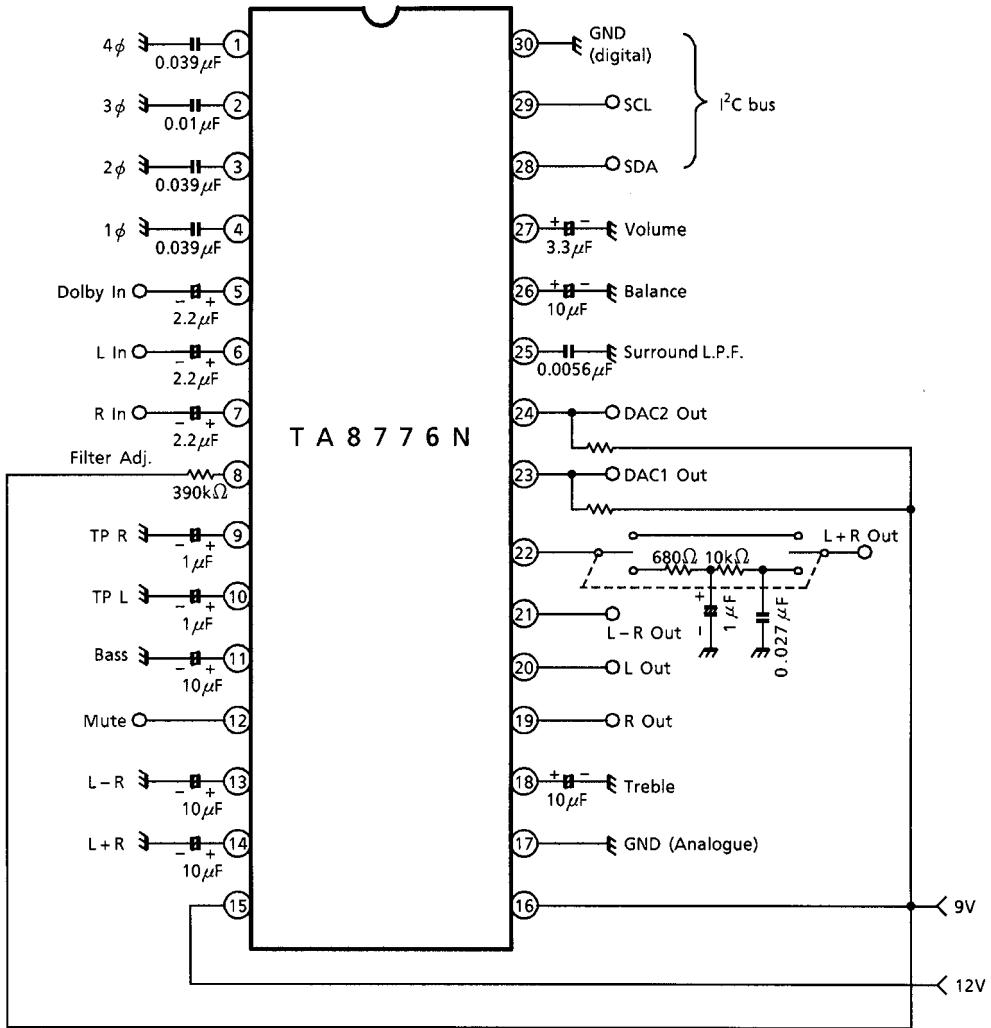 4φ
0.039μF
1
3φ
0.01μF
2
2φ
0.039μF
3
1φ
0.039μF
4
Dolby In
- +
2.2μF
5
L In
- +
2.2μF
6
R In
- +
2.2μF
7
Filter Adj.
390kΩ
8
TP R
- +
1μF
9
TP L
- +
1μF
10
Bass
- +
10μF
11
Mute
12
L-R
- +
10μF
13
L+R
- +
10μF
14
15
TA8776N
30
GND
(digital)
29
SCL
I²C bus
28
SDA
27
+ -
3.3μF
Volume
26
+ -
10μF
Balance
25
0.0056μF
Surround L.P.F.
24
DAC2 Out
23
DAC1 Out
22
680Ω 10kΩ
L+R Out
+
-
1μF
0.027μF
21
L-R Out
20
L Out
19
R Out
18
+ -
10μF
Treble
17
GND (Analogue)
16
9V
12V